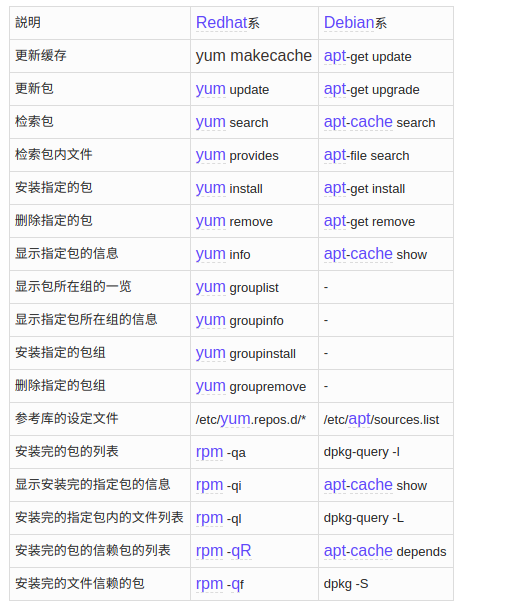 説明 Redhat系 Debian系
更新缓存 yum makecache apt-get update
更新包 yum update apt-get upgrade
检索包 yum search apt-cache search
检索包内文件 yum provides apt-file search
安装指定的包 yum install apt-get install
删除指定的包 yum remove apt-get remove
显示指定包的信息 yum info apt-cache show
显示包所在组的一览 yum grouplist -
显示指定包所在组的信息 yum groupinfo -
安装指定的包组 yum groupinstall -
删除指定的包组 yum groupremove -
参考库的设定文件 /etc/yum.repos.d/* /etc/apt/sources.list
安装完的包的列表 rpm -qa dpkg-query -l
显示安装完的指定包的信息 rpm -qi apt-cache show
安装完的指定包内的文件列表 rpm -ql dpkg-query -L
安装完的包的信赖包的列表 rpm -qR apt-cache depends
安装完的文件信赖的包 rpm -qf dpkg -S